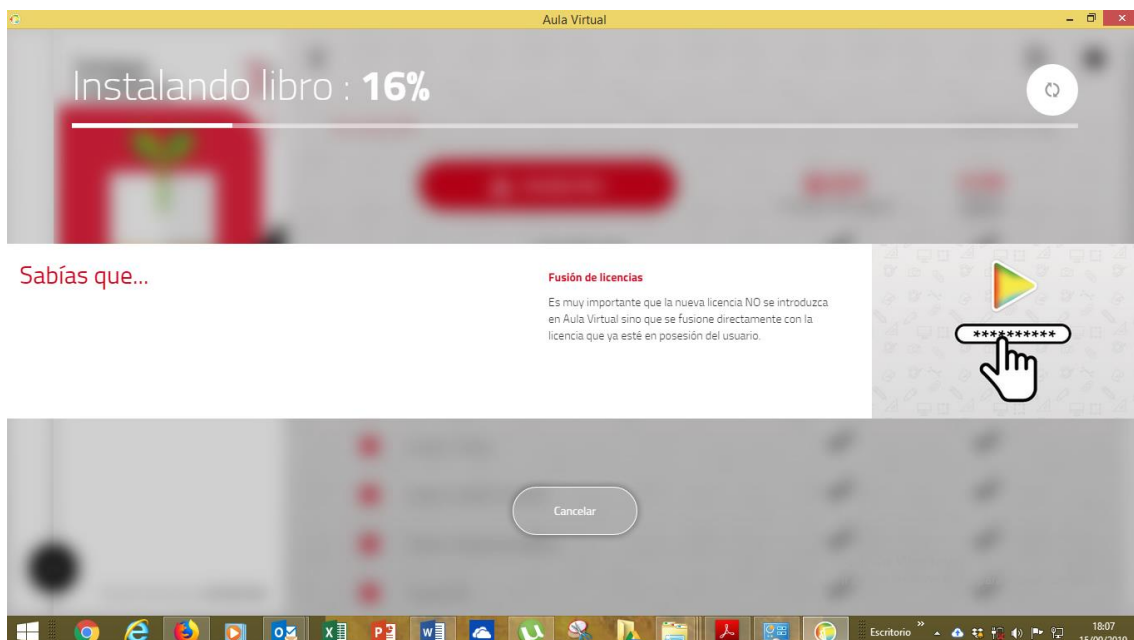 Aula Virtual
Instalando libro : 16%
Sabías que...
Fusión de licencias
Es muy importante que la nueva licencia NO se introduzca
en Aula Virtual sino que se fusione directamente con la
licencia que ya esté en posesión del usuario.
**********
Cancelar
Escritorio
18:07